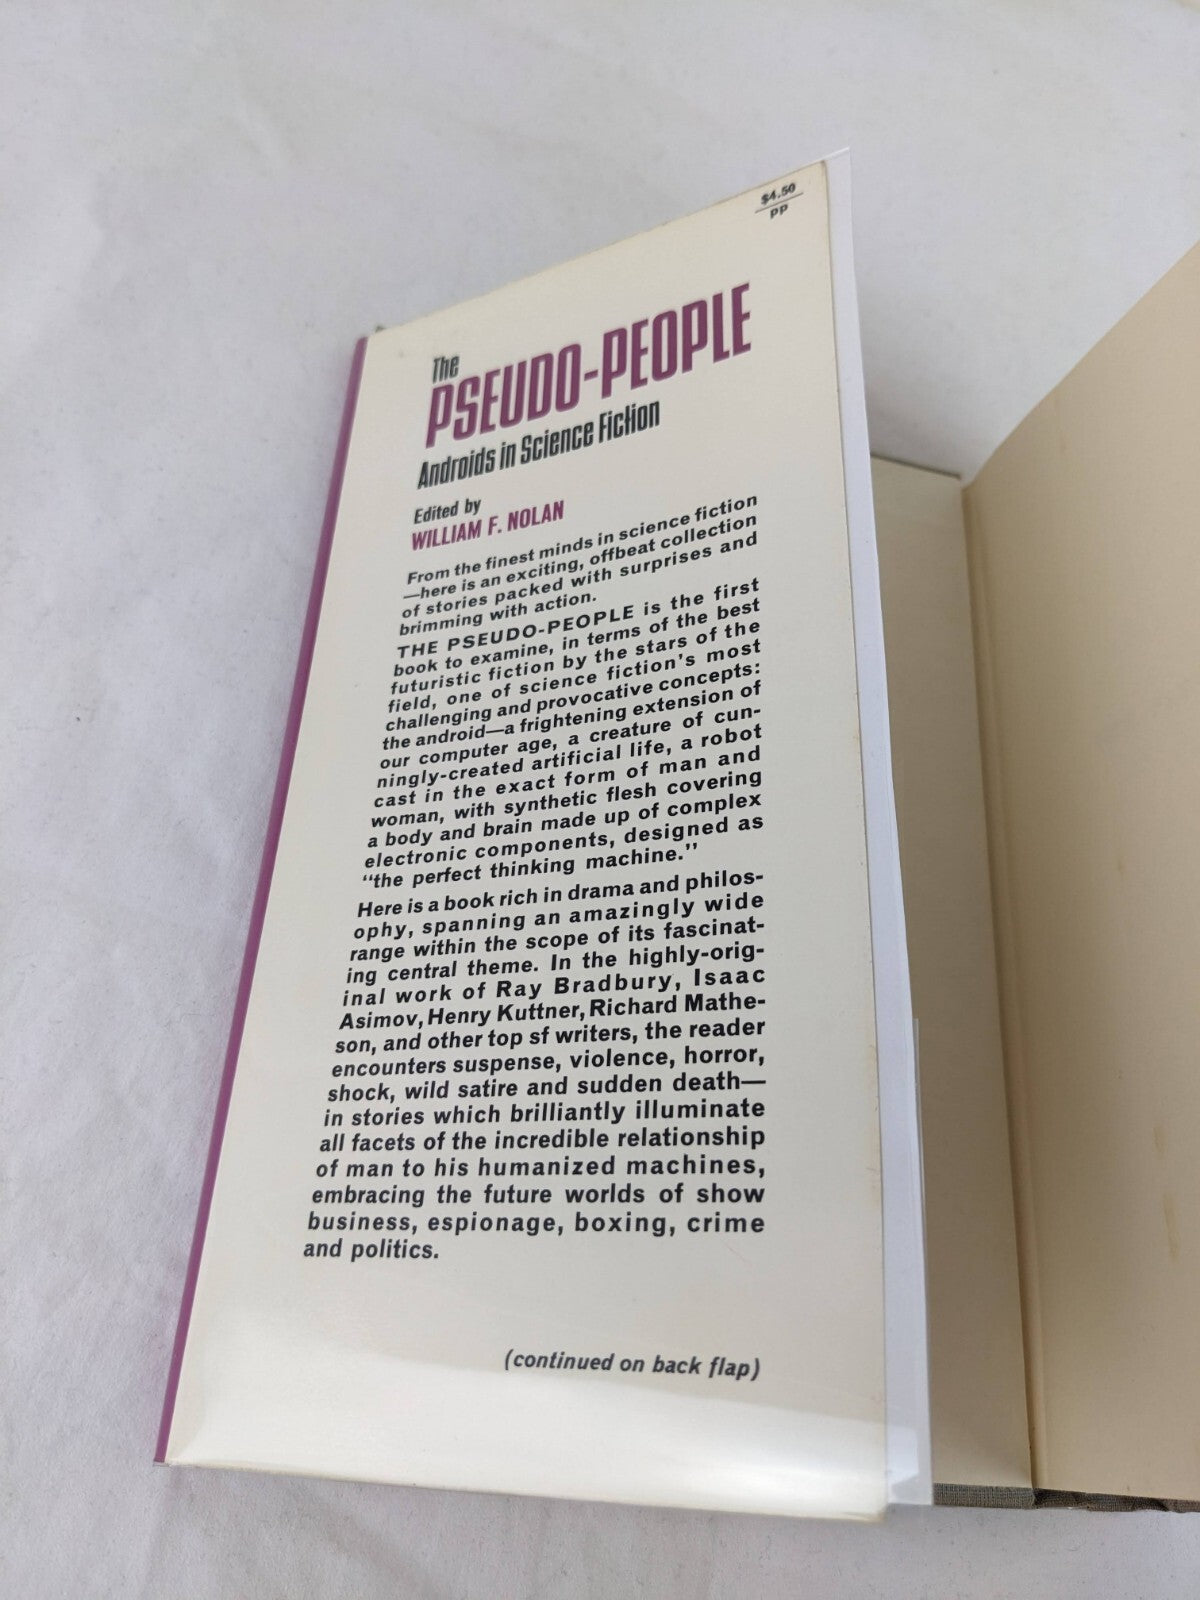 $4.50
PP
The
PSEUDO-PEOPLE
Androids in Science Fiction
Edited by
WILLIAM F. NOLAN
From the finest minds in science fiction
—here is an exciting, offbeat collection
of stories packed with surprises and
brimming with action.
THE PSEUDO-PEOPLE is the first
book to examine, in terms of the best
futuristic fiction by the stars of the
field, one of science fiction's most
challenging and provocative concepts:
the android—a frightening extension of
our computer age, a creature of cun-
ningly-created artificial life, a robot
cast in the exact form of man and
woman, with synthetic flesh covering
a body and brain made up of complex
electronic components, designed as
"the perfect thinking machine."
Here is a book rich in drama and philos-
ophy, spanning an amazingly wide
range within the scope of its fascinat-
ing central theme. In the highly-orig-
inal work of Ray Bradbury, Isaac
Asimov, Henry Kuttner, Richard Mathe-
son, and other top sf writers, the reader
encounters suspense, violence, horror,
shock, wild satire and sudden death—
in stories which brilliantly illuminate
all facets of the incredible relationship
of man to his humanized machines,
embracing the future worlds of show
business, espionage, boxing, crime
and politics.
(continued on back flap)